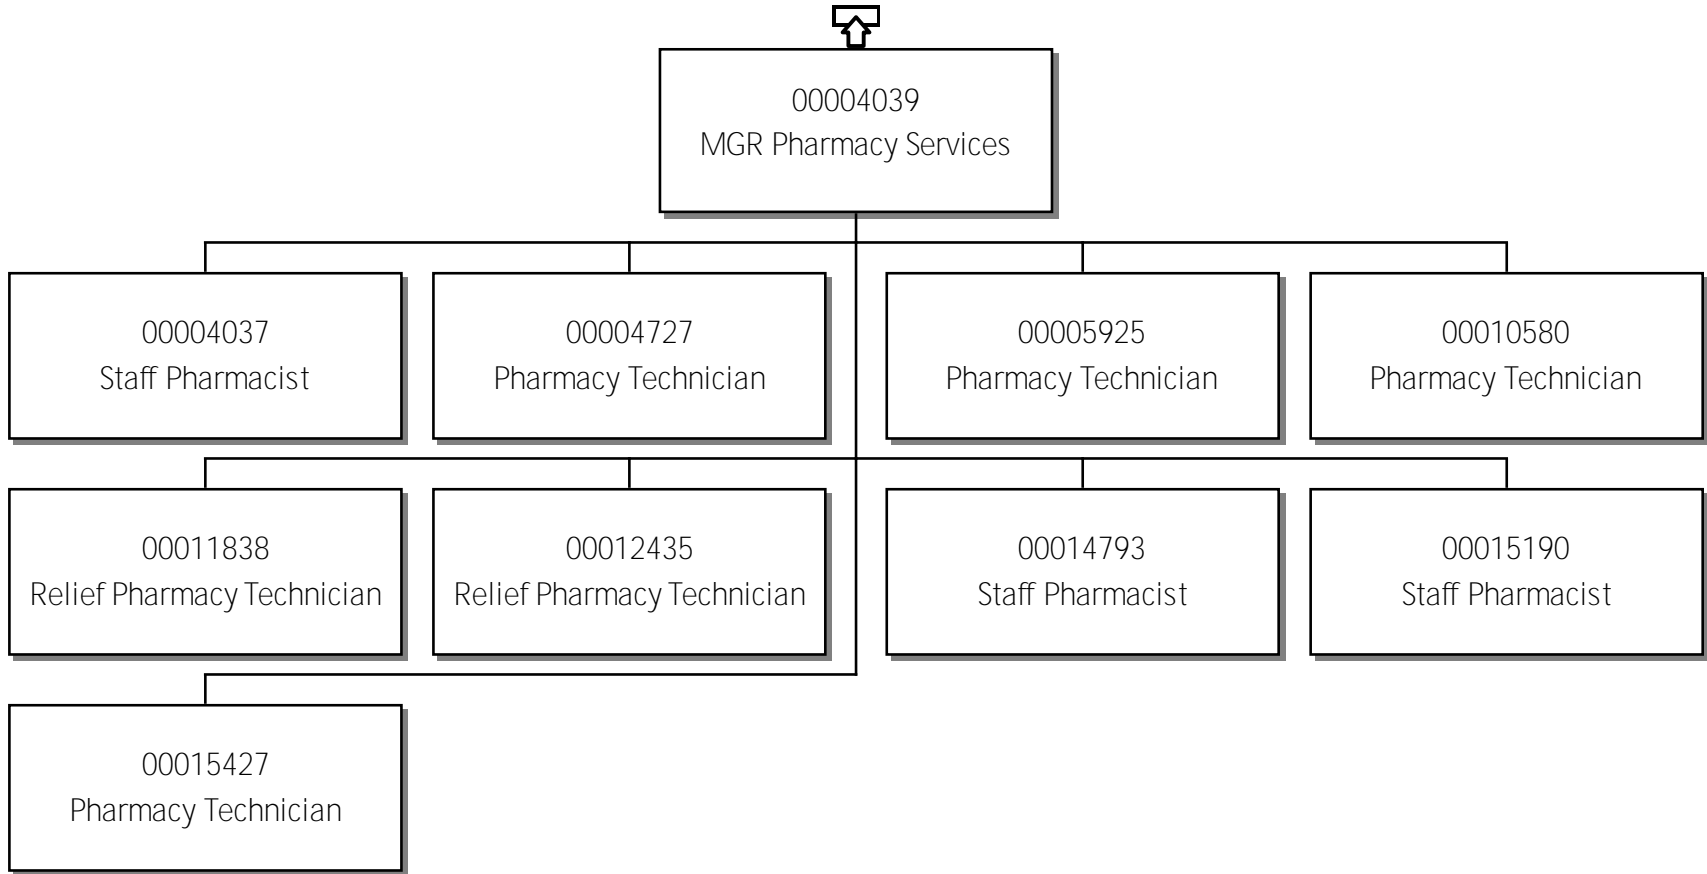 00004039
MGR Pharmacy Services
00004037
Staff Pharmacist
00004727
Pharmacy Technician
00005925
Pharmacy Technician
00010580
Pharmacy Technician
00011838
Relief Pharmacy Technician
00012435
Relief Pharmacy Technician
00014793
Staff Pharmacist
00015190
Staff Pharmacist
00015427
Pharmacy Technician